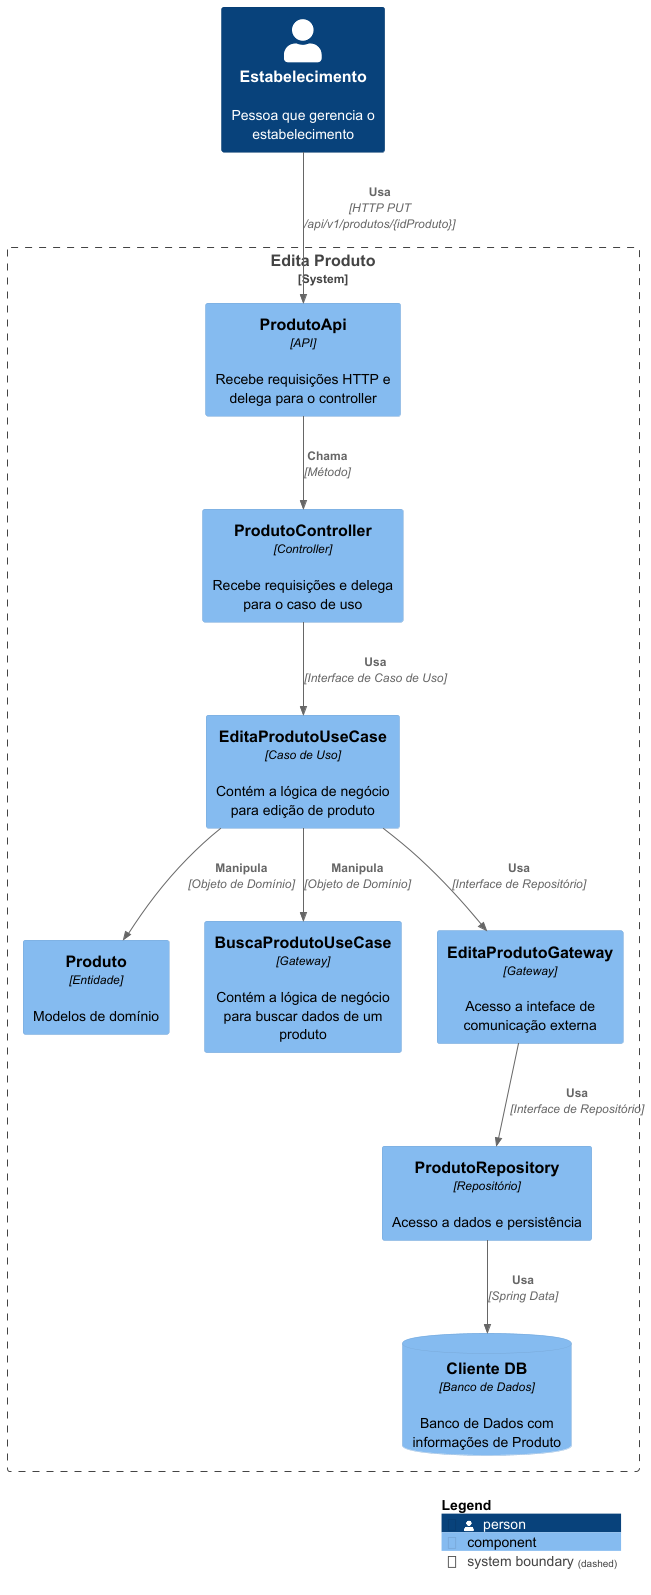 Estabelecimento
Pessoa que gerencia o
estabelecimento
Usa
[HTTP PUT
/api/v1/produtos/{idProduto}]
Edita Produto
[System]
ProdutoApi
[API]
Recebe requisições HTTP e
delega para o controller
Chama
[Método]
ProdutoController
[Controller]
Recebe requisições e delega
para o caso de uso
Usa
[Interface de Caso de Uso]
EditaProdutoUseCase
[Caso de Uso]
Contém a lógica de negócio
para edição de produto
Manipula
[Objeto de Domínio]
Manipula
[Objeto de Domínio]
Usa
[Interface de Repositório]
Produto
[Entidade]
Modelos de domínio
BuscaProdutoUseCase
[Gateway]
Contém a lógica de negócio
para buscar dados de um
produto
EditaProdutoGateway
[Gateway]
Acesso a inteface de
comunicação externa
Usa
[Interface de Repositório]
ProdutoRepository
[Repositório]
Acesso a dados e persistência
Usa
[Spring Data]
Cliente DB
[Banco de Dados]
Banco de Dados com
informações de Produto
Legend
person
component
system boundary (dashed)